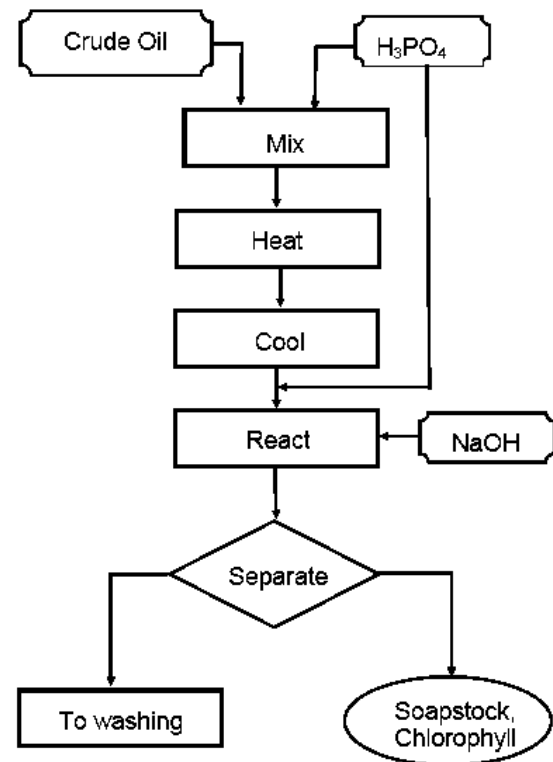 Crude Oil
H₃PO₄
Mix
Heat
Cool
React
NaOH
Separate
To washing
Soapstock,
Chlorophyll